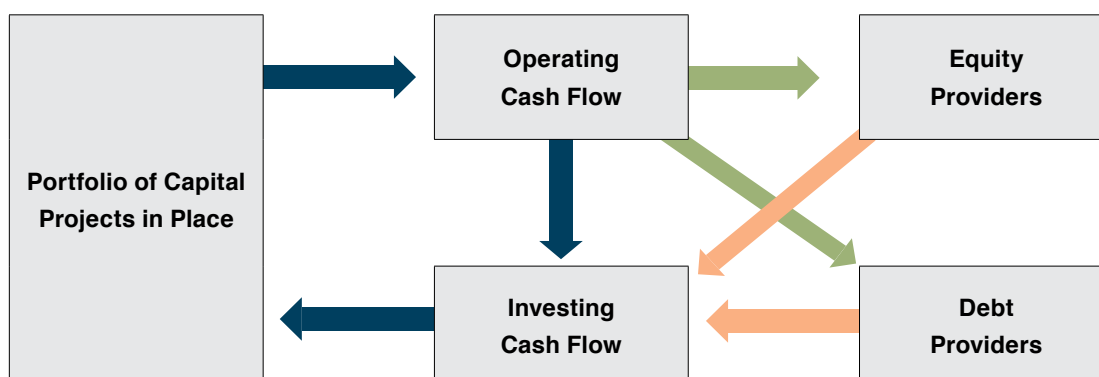 Portfolio of Capital
Projects in Place
Operating
Cash Flow
Equity
Providers
Investing
Cash Flow
Debt
Providers